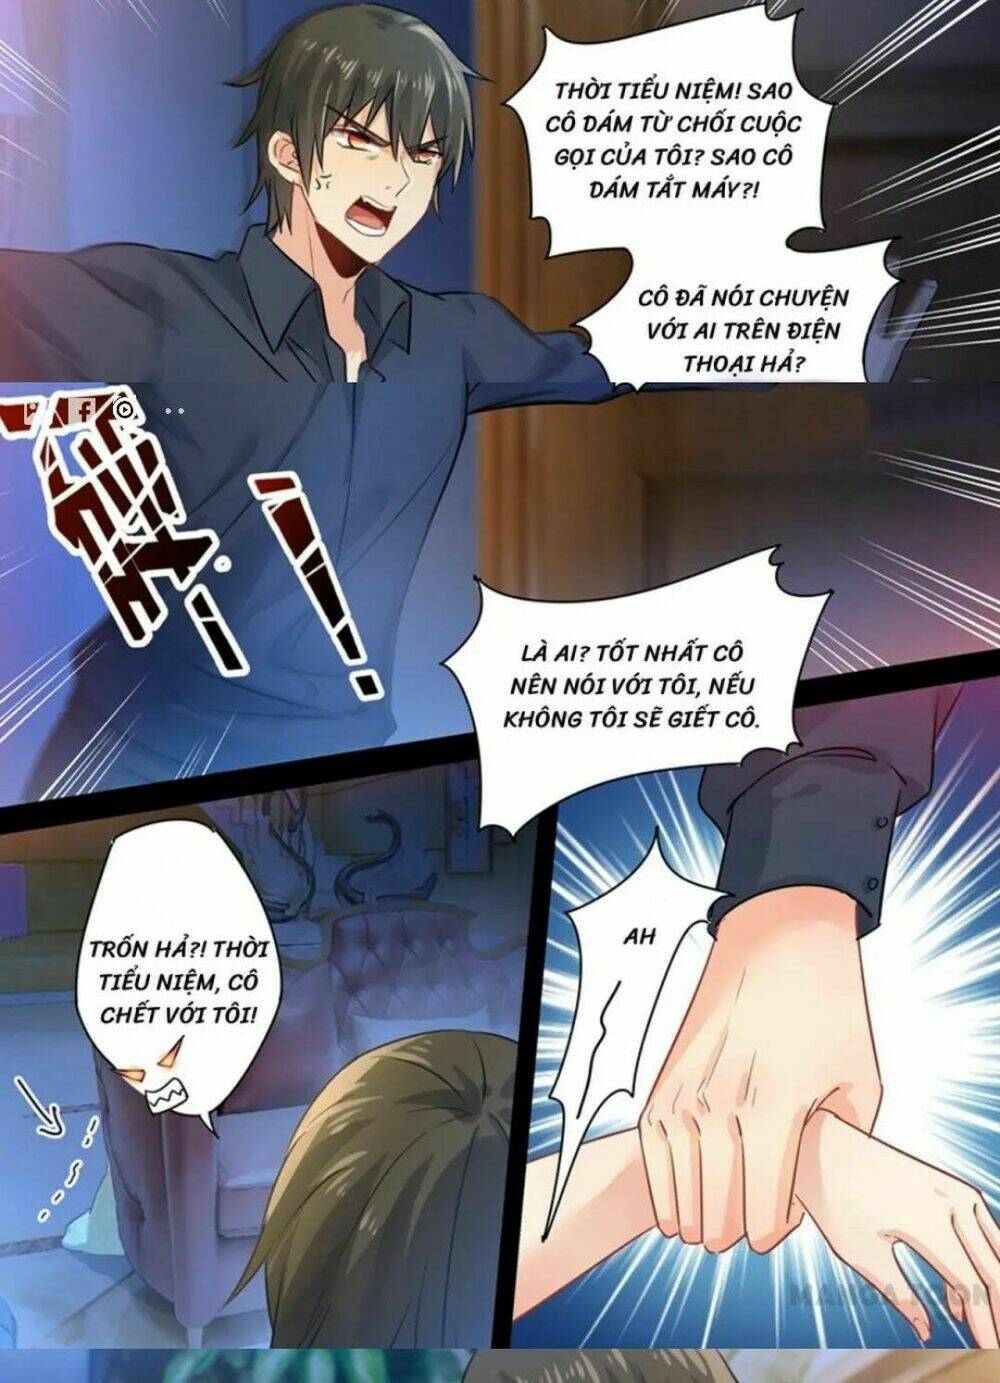 THỜI TIỂU NIỆM! SAO
CÔ DÁM TỪ CHỐI CUỘC
GỌI CỦA TÔI? SAO CÔ
DÁM TẮT MÁY?!
CÔ ĐÃ NÓI CHUYỆN
VỚI AI TRÊN ĐIỆN
THOẠI HẢ?
LÀ AI? TỐT NHẤT CÔ
NÊN NÓI VỚI TÔI, NẾU
KHÔNG TÔI SẼ GIẾT CÔ.
TRỐN HẢ?! THỜI
TIỂU NIỆM, CÔ
CHẾT VỚI TÔI!
AH
MANGA TOON